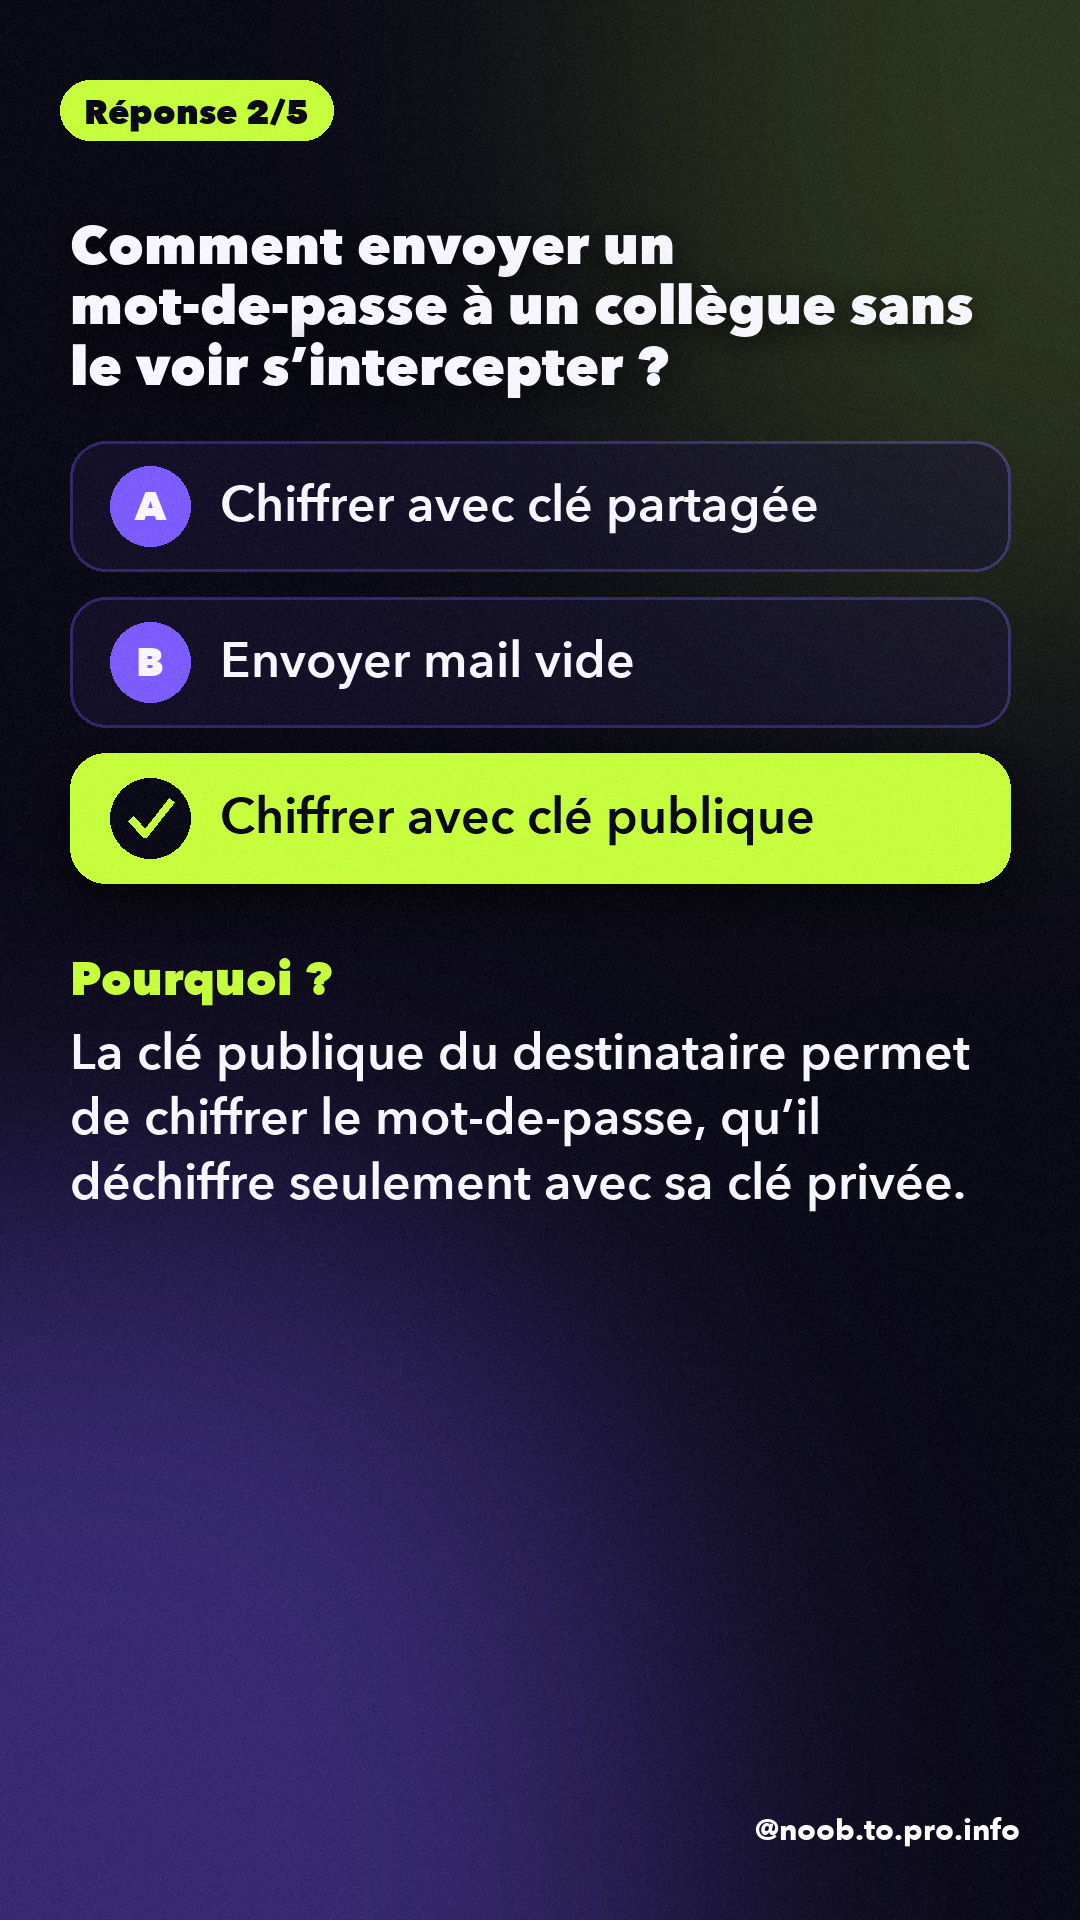 Réponse 2/5
Comment envoyer un
mot-de-passe à un collègue sans
le voir s’intercepter ?
A Chiffrer avec clé partagée
B Envoyer mail vide
Chiffrer avec clé publique
Pourquoi ?
La clé publique du destinataire permet
de chiffrer le mot-de-passe, qu’il
déchiffre seulement avec sa clé privée.
@noob.to.pro.info